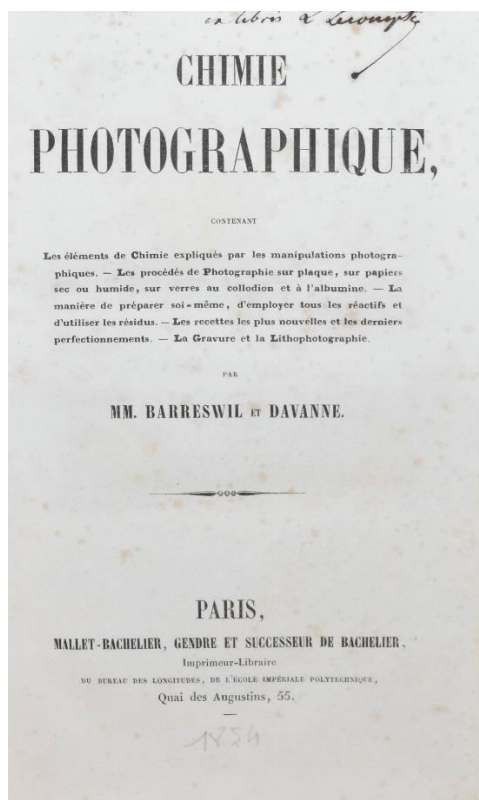 ex libris L Lecompte
CHIMIE
PHOTOGRAPHIQUE,
CONTENANT
Les éléments de Chimie expliqués par les manipulations photogra-
phiques. — Les procédés de Photographie sur plaque, sur papiers
sec ou humide, sur verres au collodion et à l'albumine. — La
manière de préparer soi-même, d'employer tous les réactifs et
d'utiliser les résidus. — Les recettes les plus nouvelles et les derniers
perfectionnements. — La Gravure et la Lithophotographie.
PAR
MM. BARRESWIL ET DAVANNE.
PARIS,
MALLET-BACHELIER, GENDRE ET SUCCESSEUR DE BACHELIER,
Imprimeur-Libraire
DU BUREAU DES LONGITUDES, DE L'ÉCOLE IMPÉRIALE POLYTECHNIQUE,
Quai des Augustins, 55.
1854